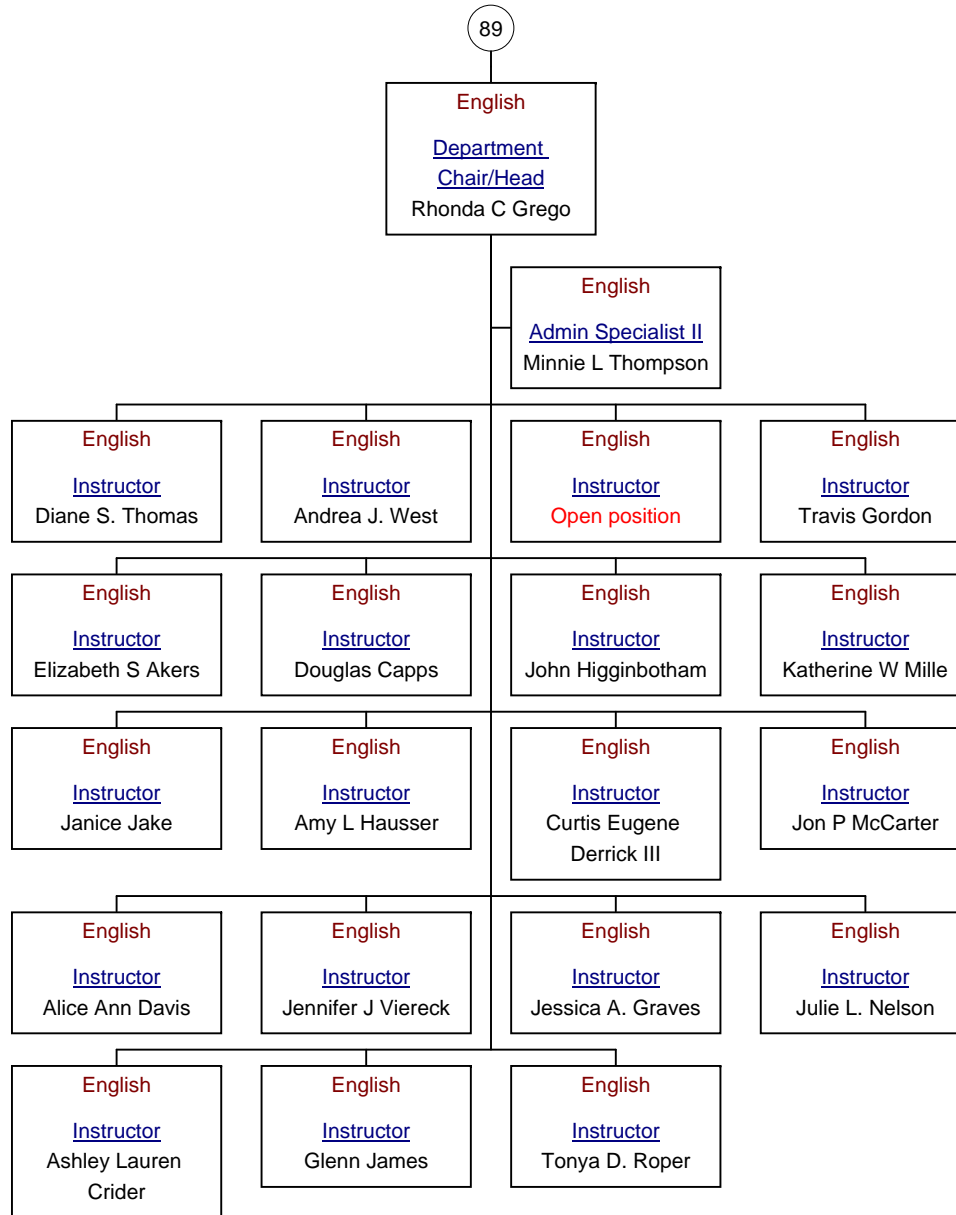 89
English
Department
Chair/Head
Rhonda C Grego
English
Admin Specialist II
Minnie L Thompson
English
Instructor
Diane S. Thomas
English
Instructor
Andrea J. West
English
Instructor
Open position
English
Instructor
Travis Gordon
English
Instructor
Elizabeth S Akers
English
Instructor
Douglas Capps
English
Instructor
John Higginbotham
English
Instructor
Katherine W Mille
English
Instructor
Janice Jake
English
Instructor
Amy L Hausser
English
Instructor
Curtis Eugene
Derrick III
English
Instructor
Jon P McCarter
English
Instructor
Alice Ann Davis
English
Instructor
Jennifer J Viereck
English
Instructor
Jessica A. Graves
English
Instructor
Julie L. Nelson
English
Instructor
Ashley Lauren
Crider
English
Instructor
Glenn James
English
Instructor
Tonya D. Roper